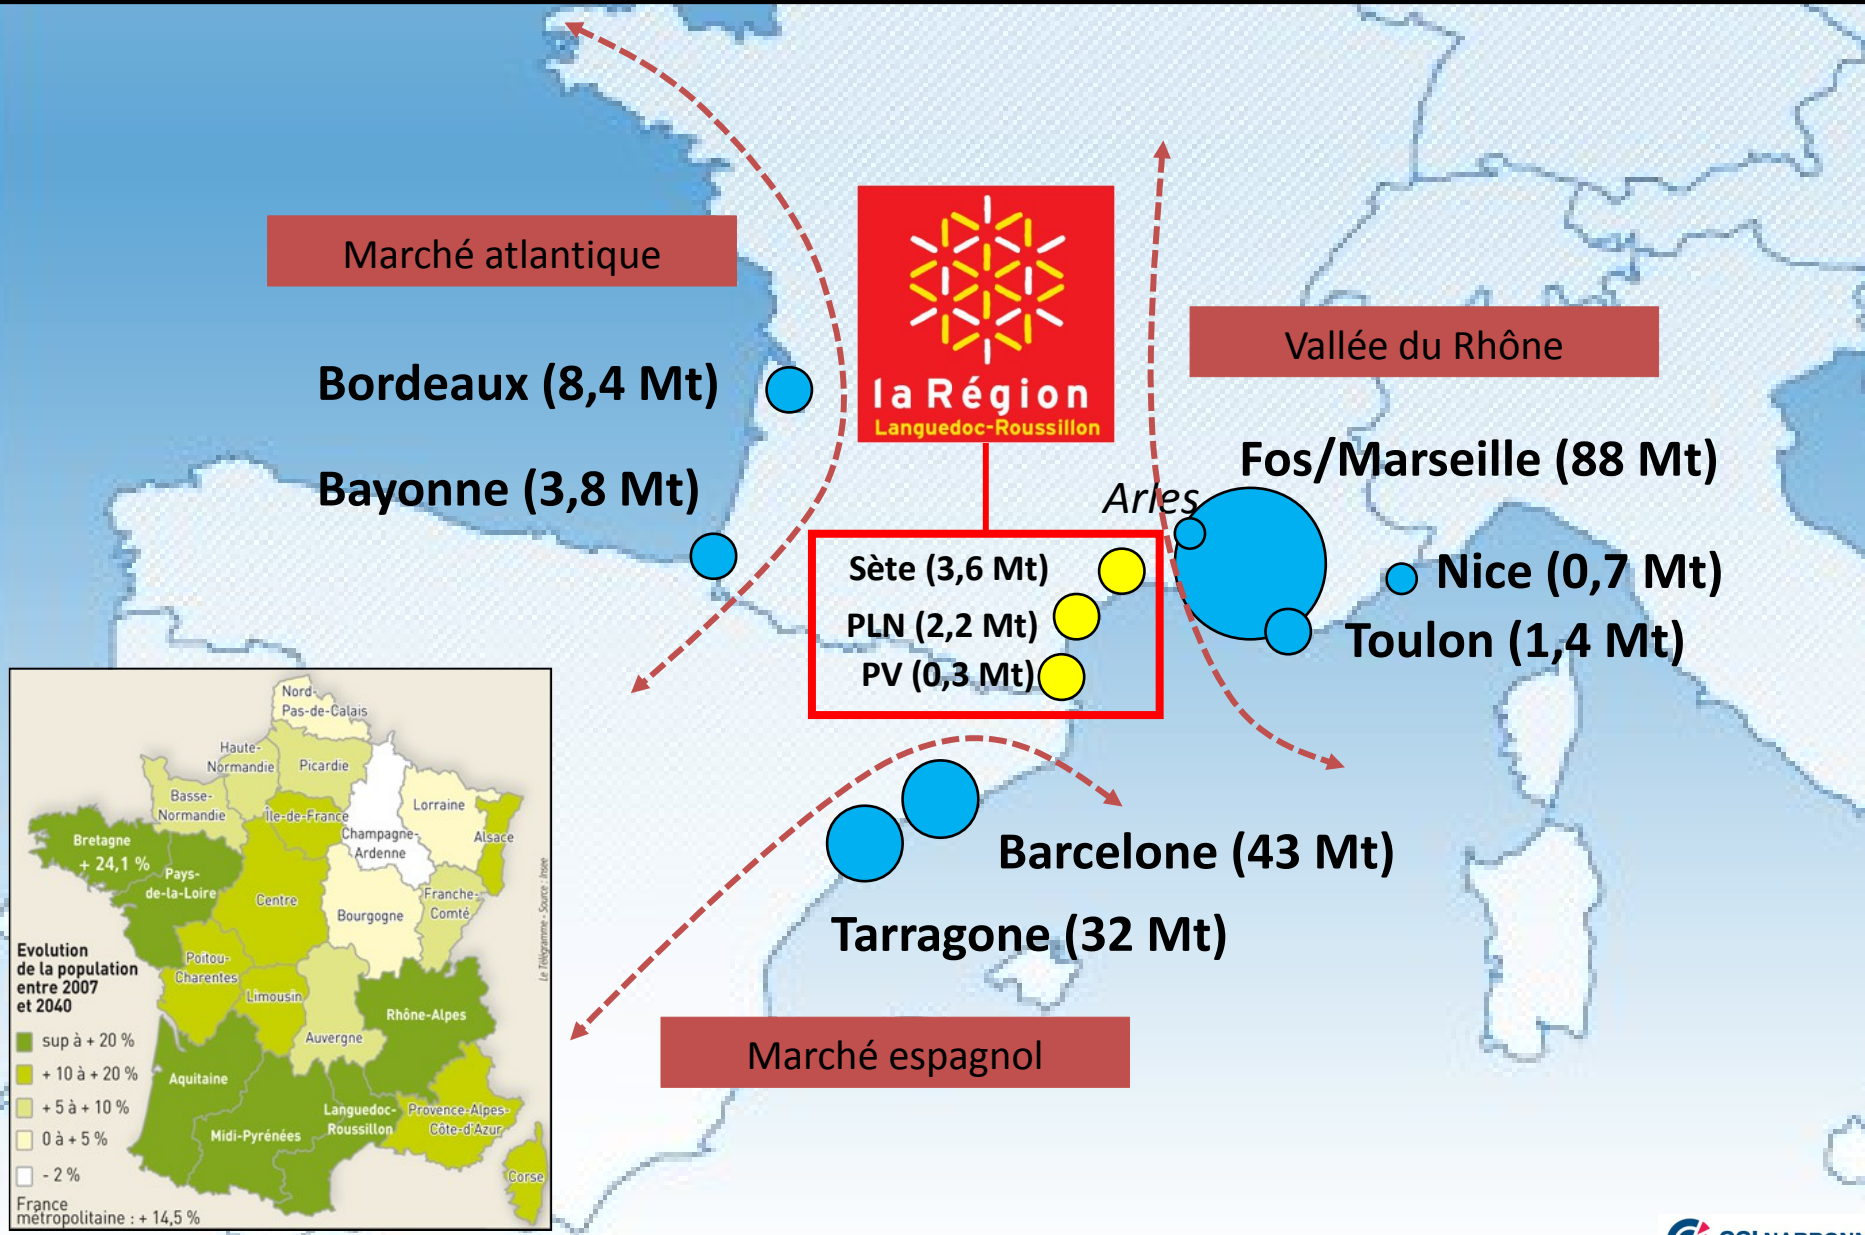 Marché atlantique
Bordeaux (8,4 Mt)
Bayonne (3,8 Mt)
la Région
Languedoc-Roussillon
Vallée du Rhône
Fos/Marseille (88 Mt)
Arles
Sète (3,6 Mt)
PLN (2,2 Mt)
PV (0,3 Mt)
Nice (0,7 Mt)
Toulon (1,4 Mt)
Barcelone (43 Mt)
Tarragone (32 Mt)
Marché espagnol
Nord-
Pas-de-Calais
Haute-
Normandie
Picardie
Basse-
Normandie
Île-de-France
Champagne-
Ardenne
Lorraine
Alsace
Bretagne
+ 24,1 %
Pays-
de-la-Loire
Centre
Bourgogne
Franche-
Comté
Poitou-
Charentes
Limousin
Auvergne
Rhône-Alpes
Aquitaine
Midi-Pyrénées
Languedoc-
Roussillon
Provence-Alpes-
Côte-d'Azur
Corse
Evolution
de la population
entre 2007
et 2040
sup à + 20 %
+ 10 à + 20 %
+ 5 à + 10 %
0 à + 5 %
- 2 %
France
métropolitaine : + 14,5 %
Le Télégramme - Source : Insee